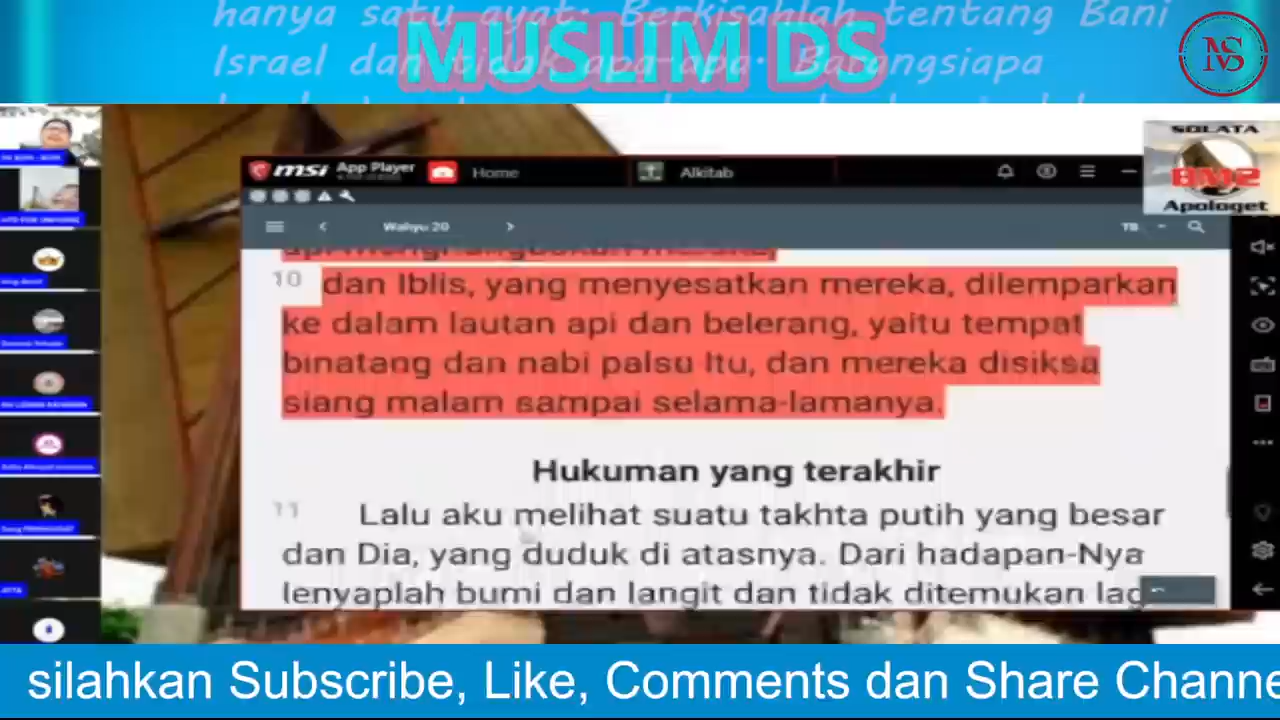 hanya satu ayat. Berkisahlah tentang Bani
MUSLIM DS
Israel dan tidak apa-apa. Barangsiapa
MS
SOLATA
BM2
Apologet
msi App Player
Home
Alkitab
Wahyu 20
TB
10 dan Iblis, yang menyesatkan mereka, dilemparkan
ke dalam lautan api dan belerang, yaitu tempat
binatang dan nabi palsu Itu, dan mereka disiksa
siang malam sampai selama-lamanya.
Hukuman yang terakhir
11 Lalu aku melihat suatu takhta putih yang besar
dan Dia, yang duduk di atasnya. Dari hadapan-Nya
lenyaplah bumi dan langit dan tidak ditemukan lag
silahkan Subscribe, Like, Comments dan Share Channe